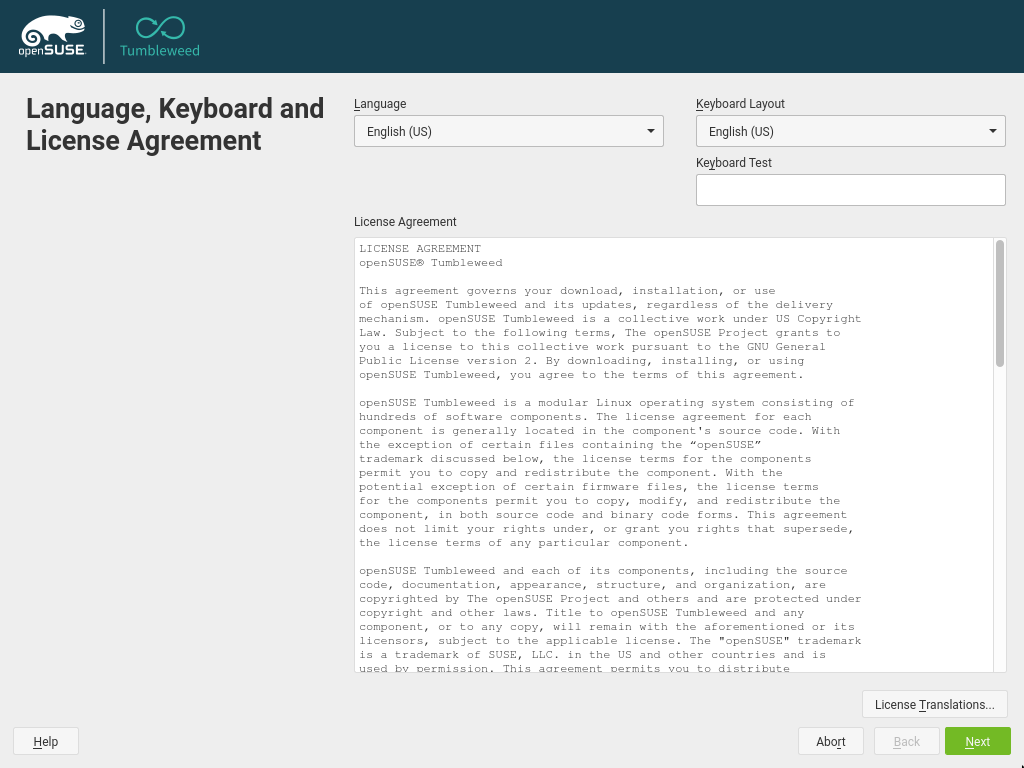 openSUSE
Tumbleweed
Language, Keyboard and
License Agreement
Language
English (US)
Keyboard Layout
English (US)
Keyboard Test
License Agreement
LICENSE AGREEMENT
openSUSE® Tumbleweed
This agreement governs your download, installation, or use
of openSUSE Tumbleweed and its updates, regardless of the delivery
mechanism. openSUSE Tumbleweed is a collective work under US Copyright
Law. Subject to the following terms, The openSUSE Project grants to
you a license to this collective work pursuant to the GNU General
Public License version 2. By downloading, installing, or using
openSUSE Tumbleweed, you agree to the terms of this agreement.
openSUSE Tumbleweed is a modular Linux operating system consisting of
hundreds of software components. The license agreement for each
component is generally located in the component's source code. With
the exception of certain files containing the “openSUSE”
trademark discussed below, the license terms for the components
permit you to copy and redistribute the component. With the
potential exception of certain firmware files, the license terms
for the components permit you to copy, modify, and redistribute the
component, in both source code and binary code forms. This agreement
does not limit your rights under, or grant you rights that supersede,
the license terms of any particular component.
openSUSE Tumbleweed and each of its components, including the source
code, documentation, appearance, structure, and organization, are
copyrighted by The openSUSE Project and others and are protected under
copyright and other laws. Title to openSUSE Tumbleweed and any
component, or to any copy, will remain with the aforementioned or its
licensors, subject to the applicable license. The "openSUSE" trademark
is a trademark of SUSE, LLC. in the US and other countries and is
used by permission. This agreement permits you to distribute
License Translations...
Help
Abort
Back
Next